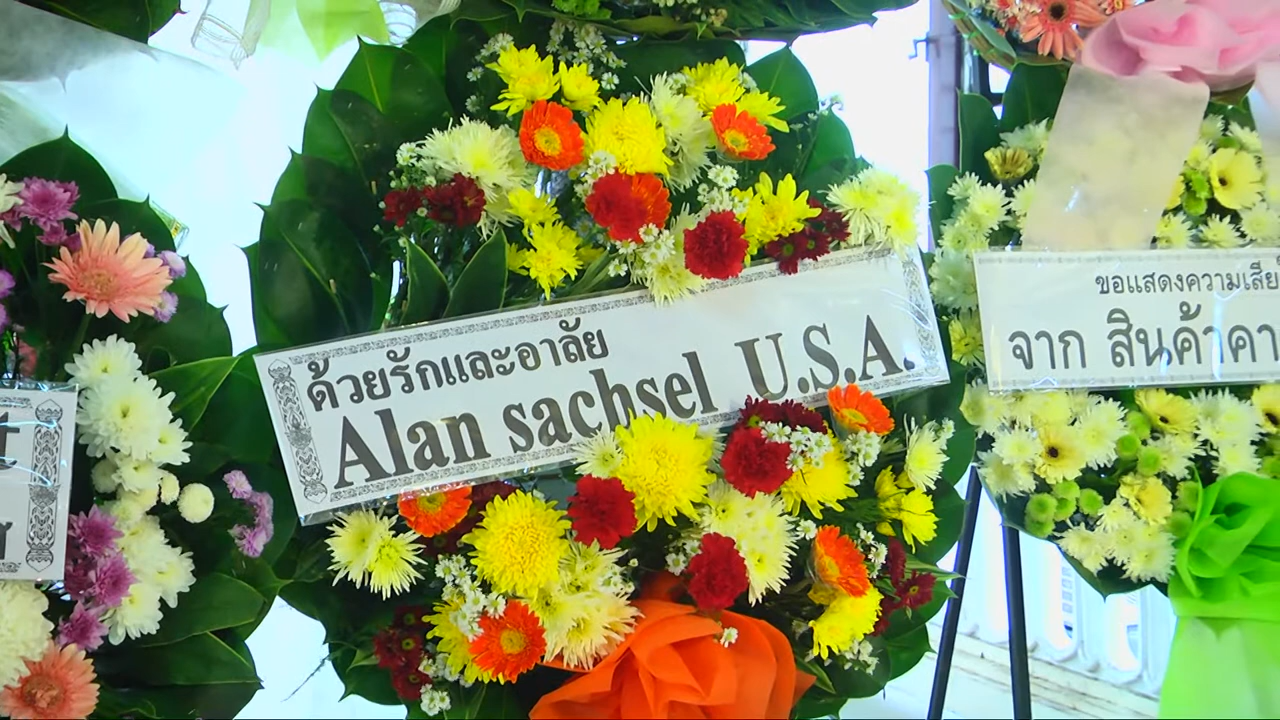 ด้วยรักและอาลัย
Alan sachsel U.S.A.
ขอแสดงความเสีย
จาก สินค้าคา